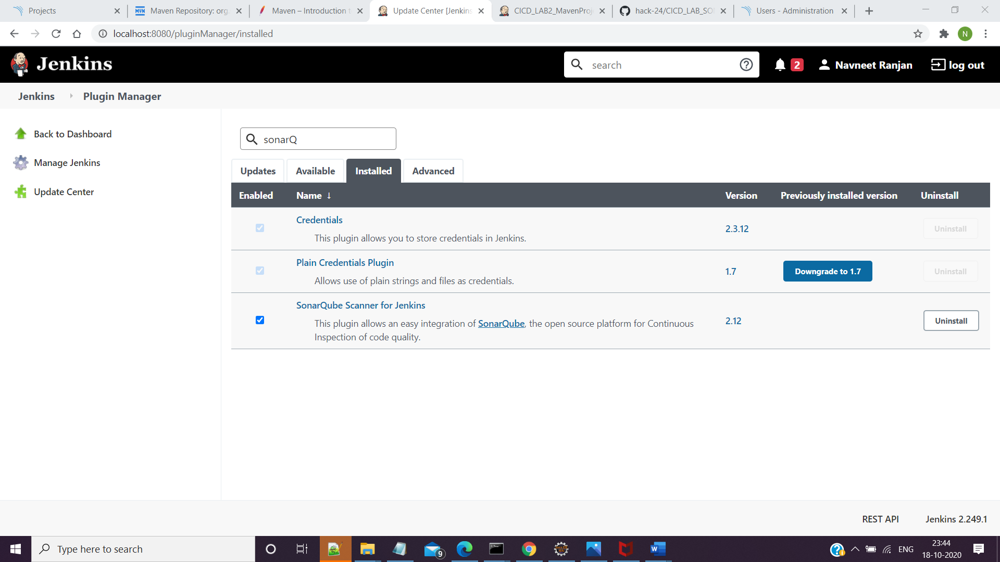 Projects
Maven Repository: org.
Maven – Introduction t
Update Center [Jenkins
CICD_LAB2_MavenProj
hack-24/CICD_LAB_SO
Users - Administration
localhost:8080/pluginManager/installed
N
Jenkins
search
2
Navneet Ranjan
log out
Jenkins
Plugin Manager
Back to Dashboard
Manage Jenkins
Update Center
sonarQ
Updates
Available
Installed
Advanced
Enabled
Name ↓
Version
Previously installed version
Uninstall
Credentials
This plugin allows you to store credentials in Jenkins.
2.3.12
Uninstall
Plain Credentials Plugin
Allows use of plain strings and files as credentials.
1.7
Downgrade to 1.7
Uninstall
SonarQube Scanner for Jenkins
This plugin allows an easy integration of SonarQube, the open source platform for Continuous
Inspection of code quality.
2.12
Uninstall
REST API
Jenkins 2.249.1
Type here to search
9
ENG
23:44
18-10-2020